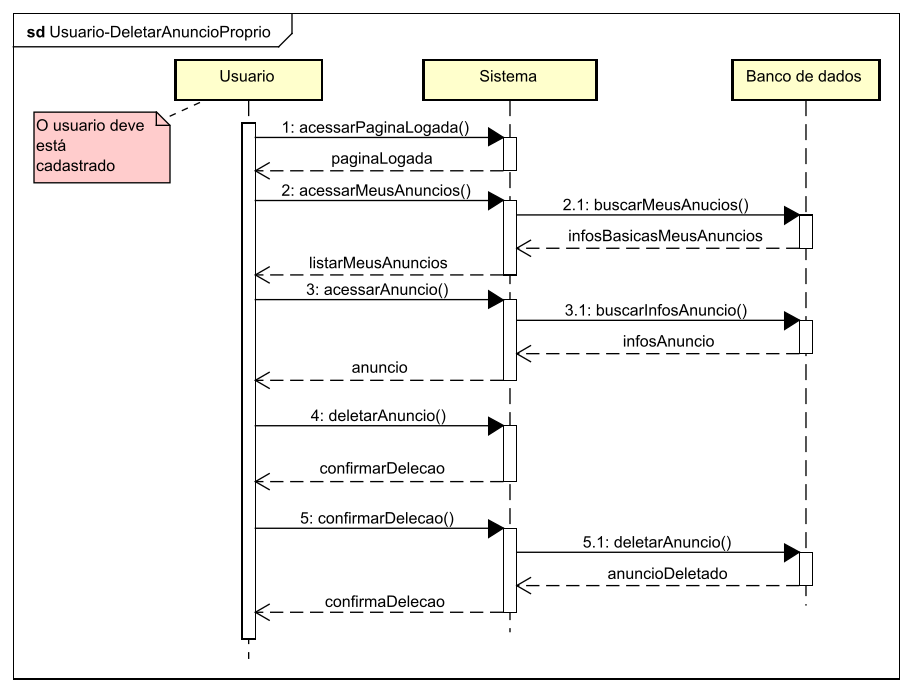 sd Usuario-DeletarAnuncioProprio
Usuario
Sistema
Banco de dados
O usuario deve
está
cadastrado
1: acessarPaginaLogada()
paginaLogada
2: acessarMeusAnuncios()
2.1: buscarMeusAnucios()
infosBasicasMeusAnuncios
listarMeusAnuncios
3: acessarAnuncio()
3.1: buscarInfosAnuncio()
infosAnuncio
anuncio
4: deletarAnuncio()
confirmarDelecao
5: confirmarDelecao()
5.1: deletarAnuncio()
anuncioDeletado
confirmaDelecao